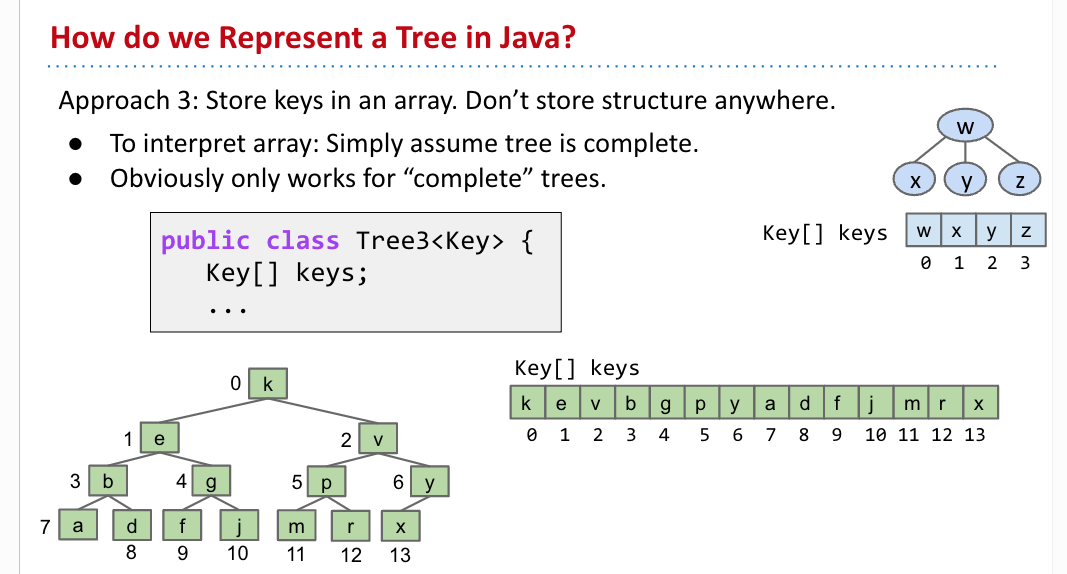 How do we Represent a Tree in Java?
Approach 3: Store keys in an array. Don’t store structure anywhere.
● To interpret array: Simply assume tree is complete.
● Obviously only works for “complete” trees.
w
x y z
Key[] keys w x y z
0 1 2 3
public class Tree3<Key> {
Key[] keys;
...
Key[] keys
k e v b g p y a d f j m r x
0 1 2 3 4 5 6 7 8 9 10 11 12 13
0 k
1 e 2 v
3 b 4 g 5 p 6 y
7 a d f j m r x
8 9 10 11 12 13